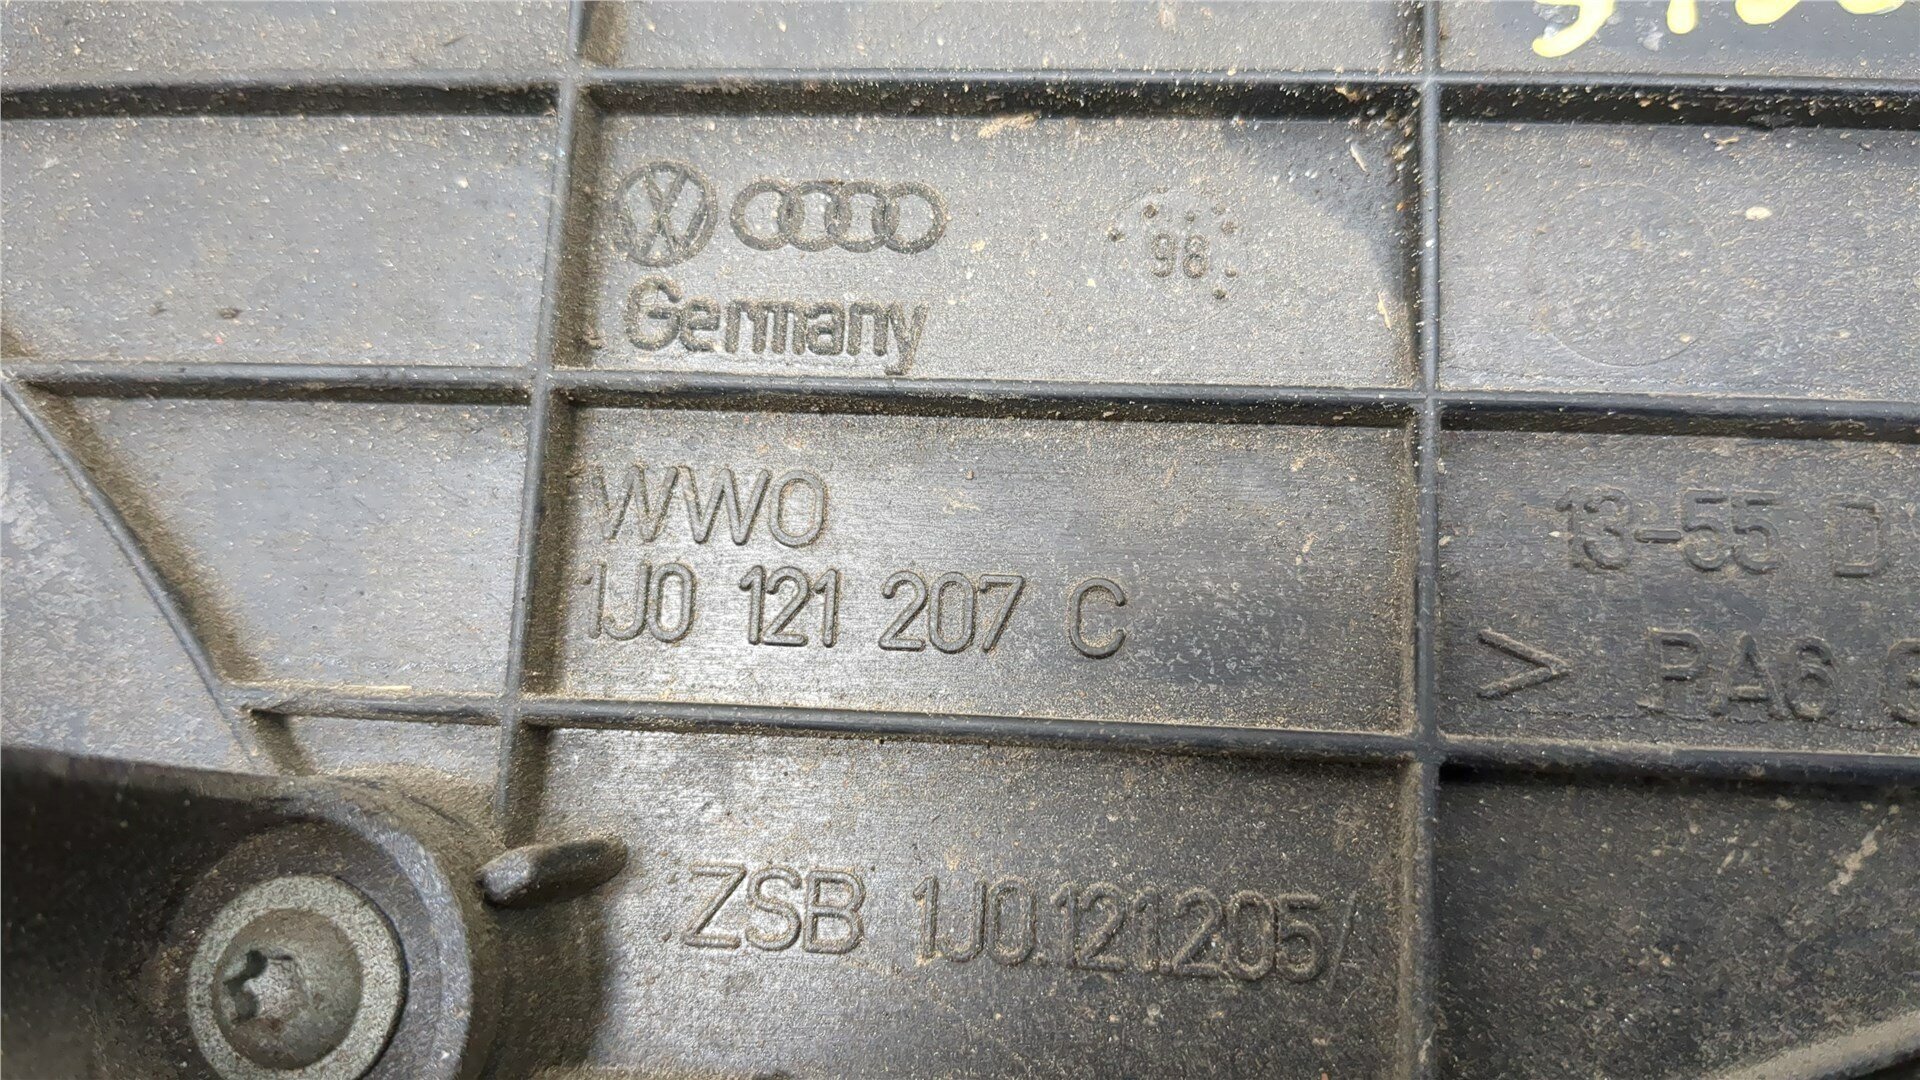 98
Germany
WWO
1J0 121 207 C
13-55 D
> PA6
ZSB 1J0.121.205/